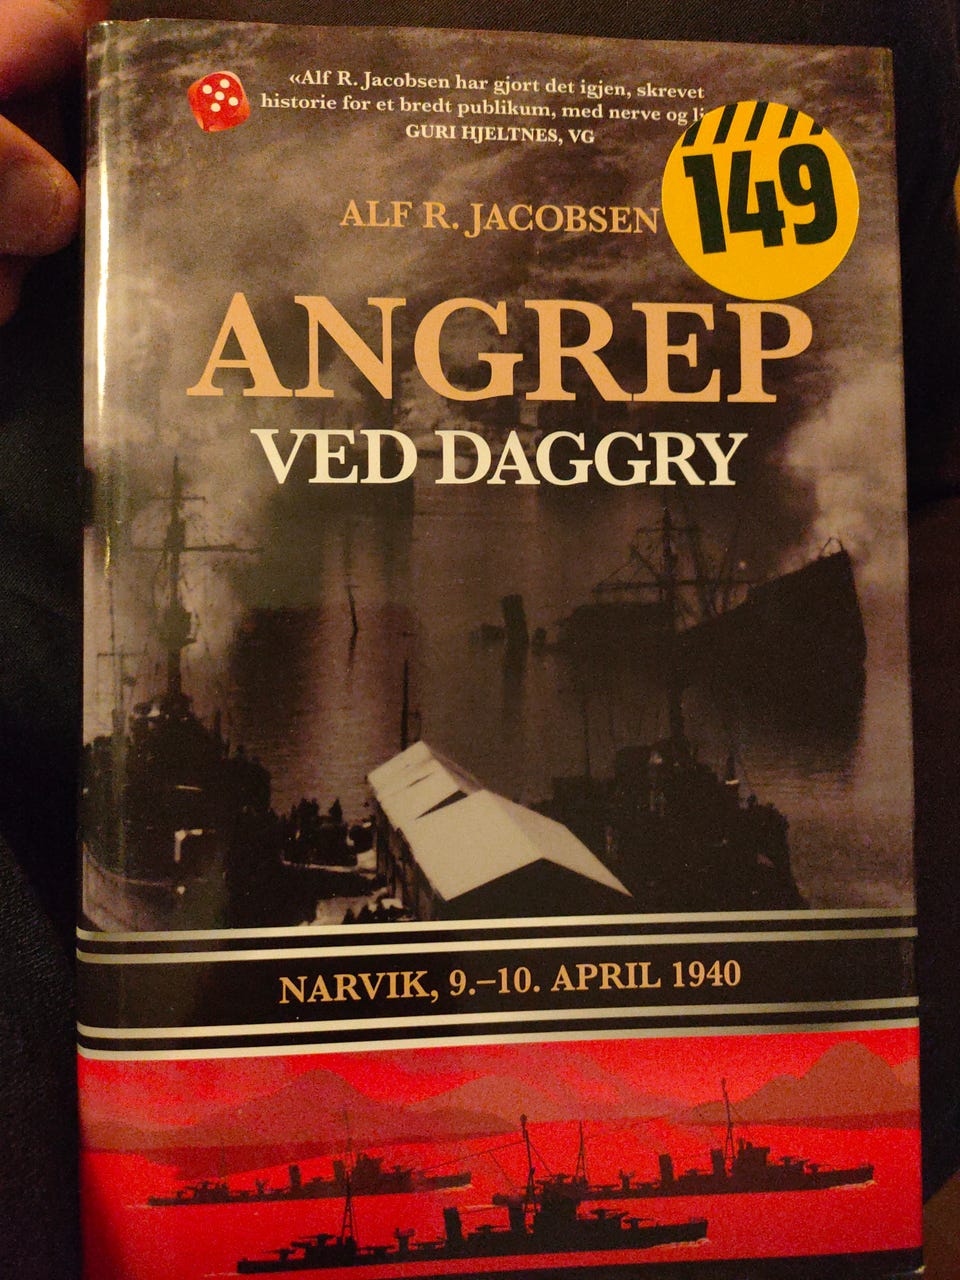 «Alf R. Jacobsen har gjort det igjen, skrevet
historie for et bredt publikum, med nerve og
GURI HJELTNES, VG
149
ALF R. JACOBSEN
ANGREP
VED DAGGRY
NARVIK, 9.–10. APRIL 1940